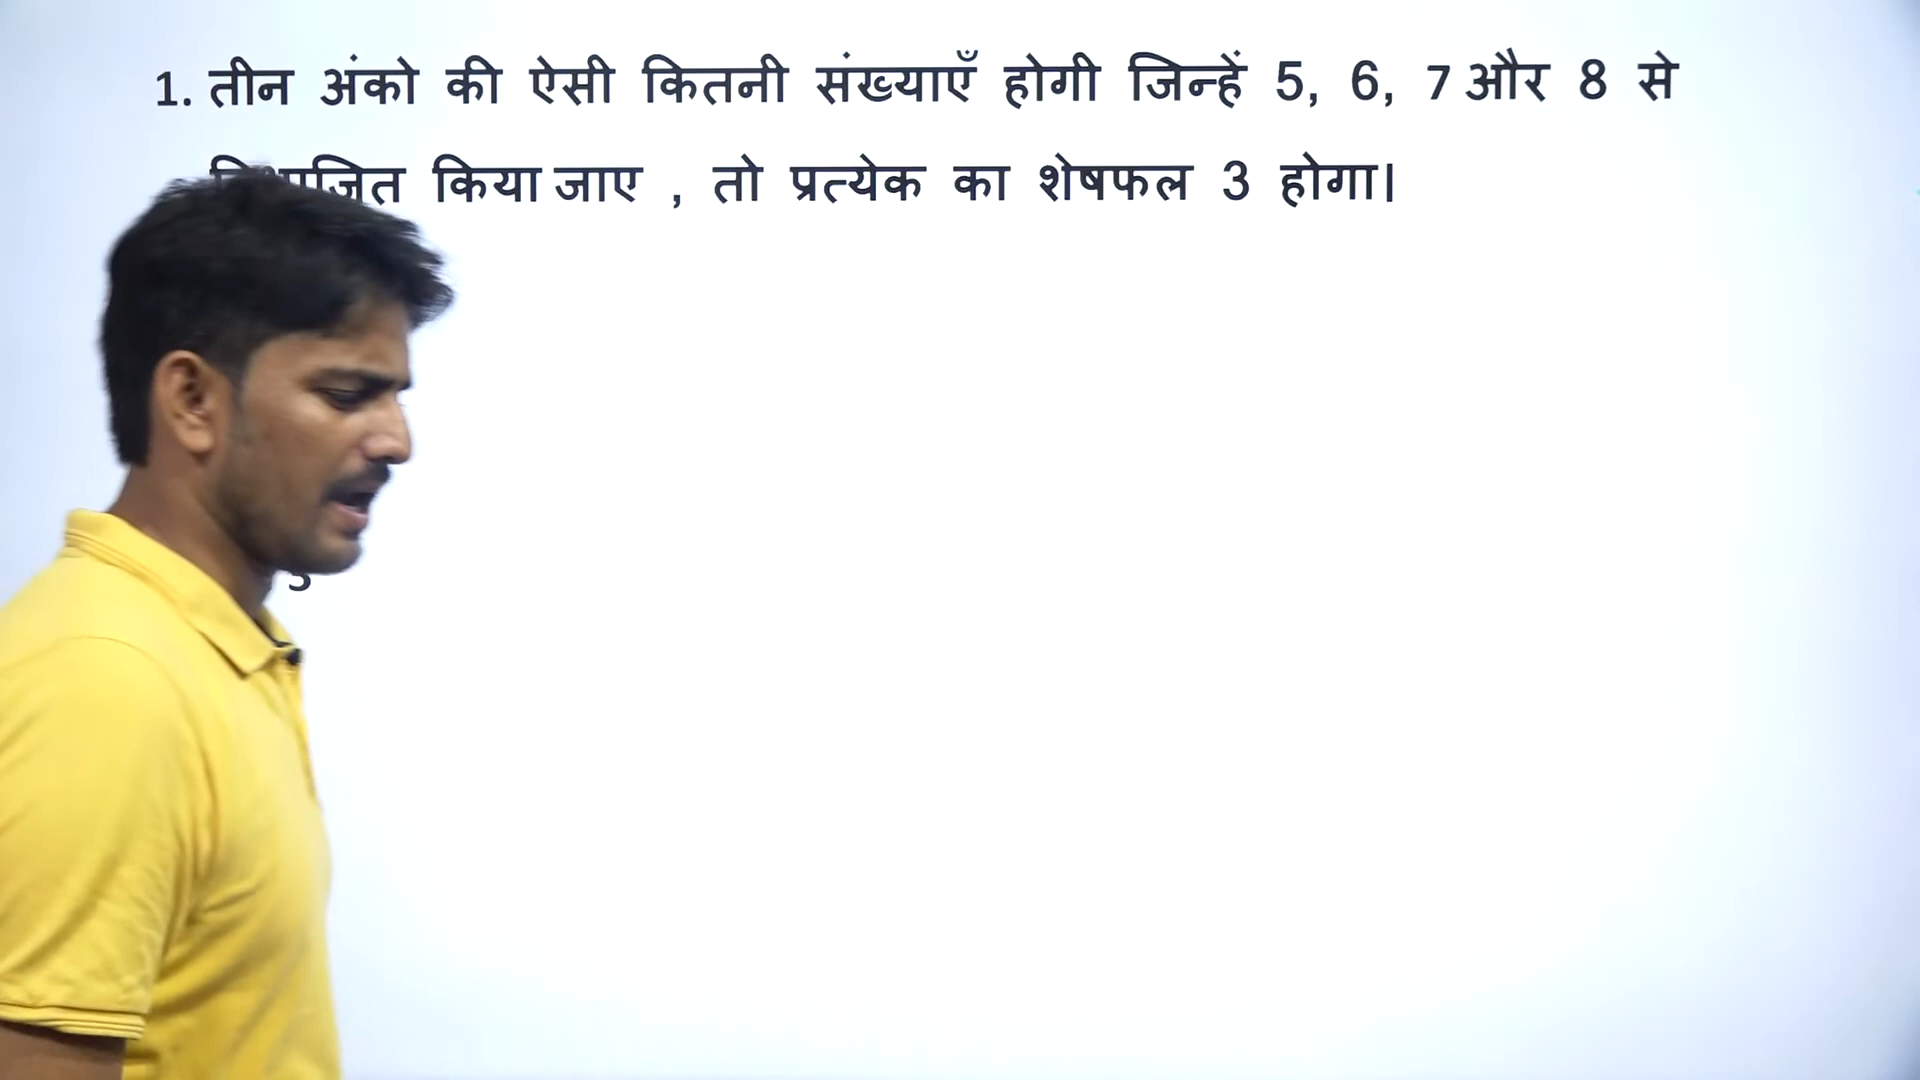 1. तीन अंको की ऐसी कितनी संख्याएँ होगी जिन्हें 5, 6, 7 और 8 से
किया जाए , तो प्रत्येक का शेषफल 3 होगा।